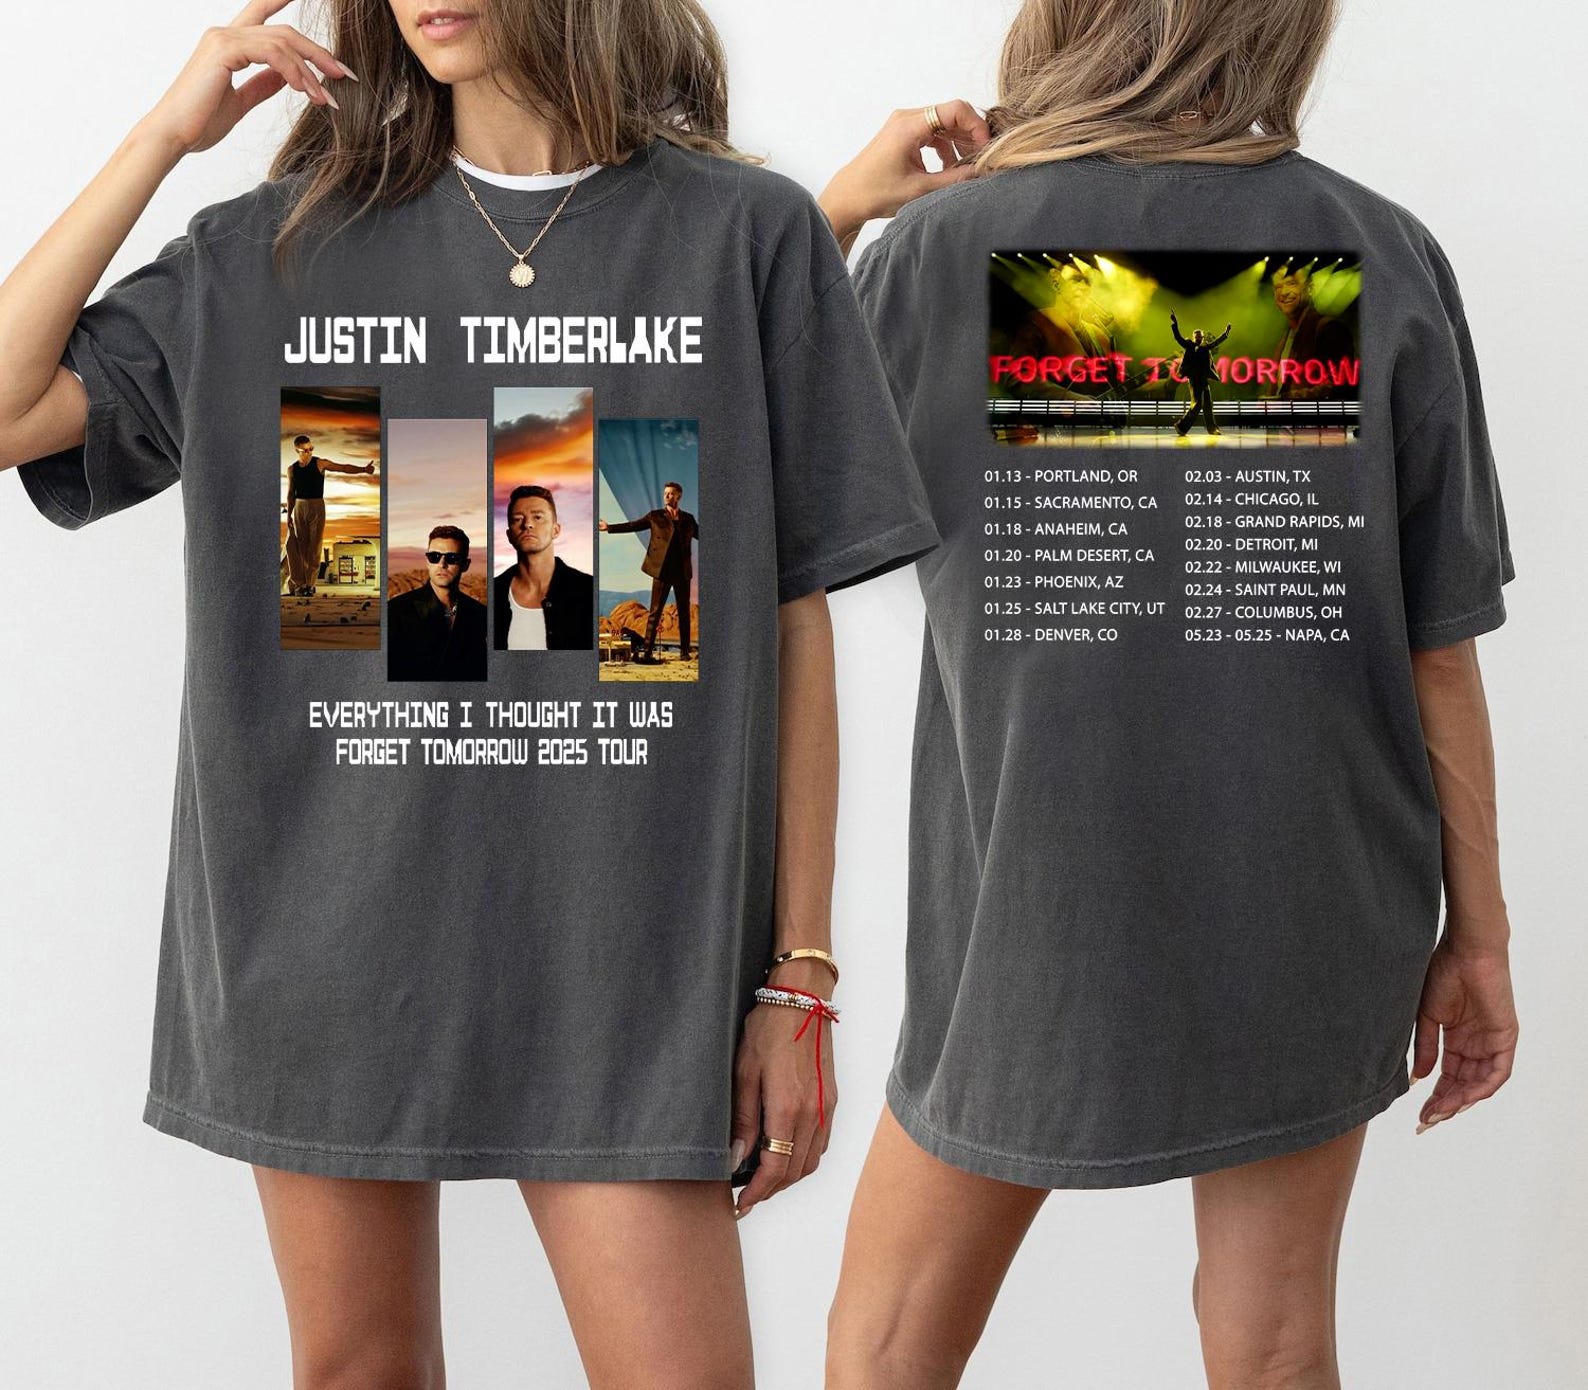 JUSTIN TIMBERLAKE
EVERYTHING I THOUGHT IT WAS
FORGET TOMORROW 2025 TOUR
FORGET TOMORROW
01.13 - PORTLAND, OR
01.15 - SACRAMENTO, CA
01.18 - ANAHEIM, CA
01.20 - PALM DESERT, CA
01.23 - PHOENIX, AZ
01.25 - SALT LAKE CITY, UT
01.28 - DENVER, CO
02.03 - AUSTIN, TX
02.14 - CHICAGO, IL
02.18 - GRAND RAPIDS, MI
02.20 - DETROIT, MI
02.22 - MILWAUKEE, WI
02.24 - SAINT PAUL, MN
02.27 - COLUMBUS, OH
05.23 - 05.25 - NAPA, CA